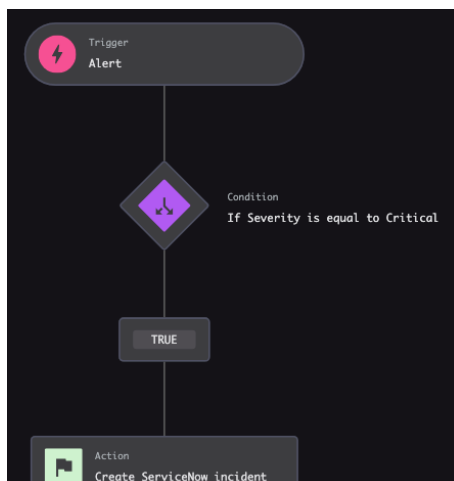 Trigger
Alert
Condition
If Severity is equal to Critical
TRUE
Action
Create ServiceNow incident